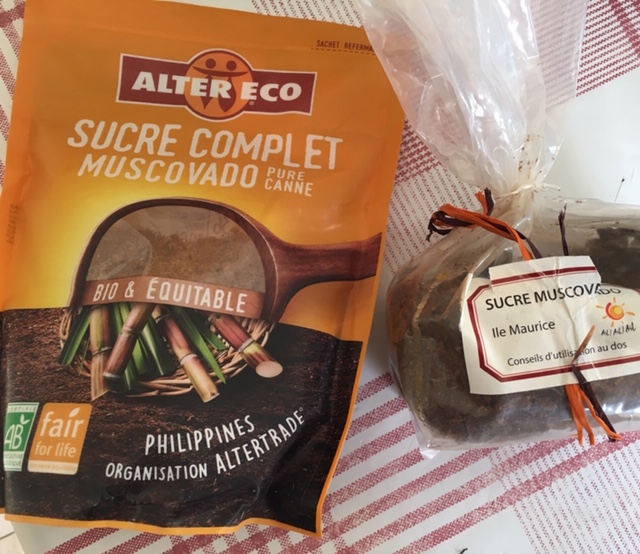 SACHET REFERMA
ALTER ECO
SUCRE COMPLET
MUSCOVADO PURE CANNE
BIO & ÉQUITABLE
AB
fair
for life
PHILIPPINES
ORGANISATION ALTERTRADE
SUCRE MUSCOVADO
Ile Maurice
Conseils d'utilisation au dos